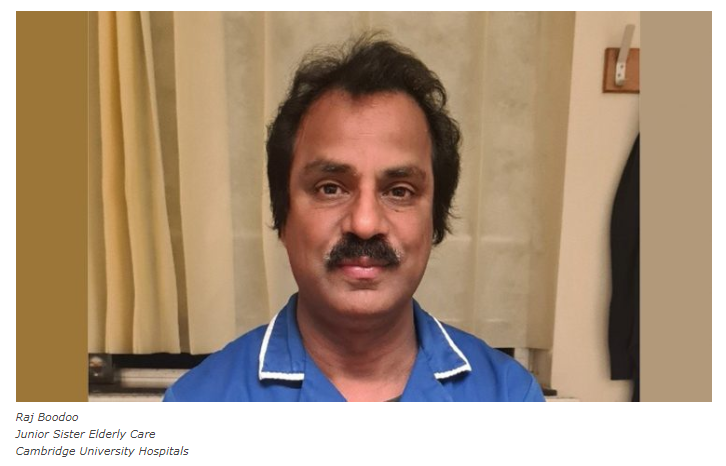 Raj Boodoo
Junior Sister Elderly Care
Cambridge University Hospitals